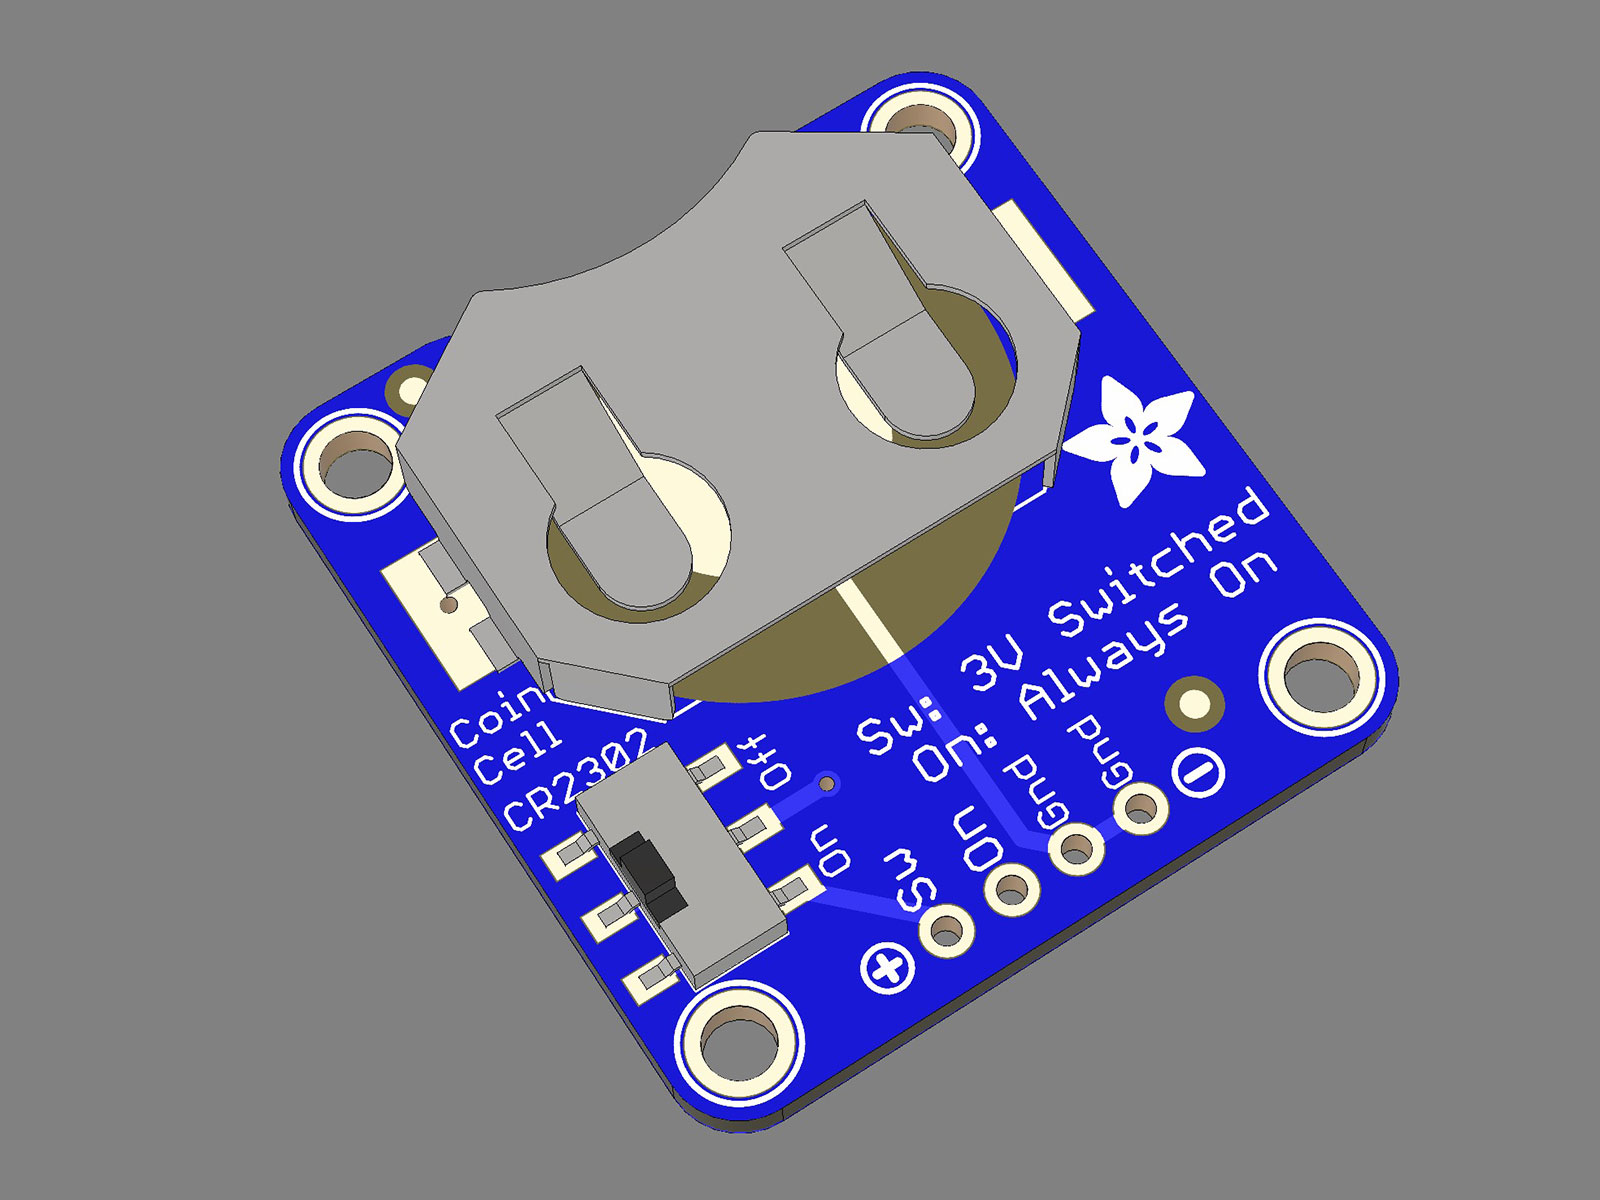 Coin
Cell
CR2302
Sw: 3V Switched
On: Always On
Off
On
Sw
On
Gnd
Gnd